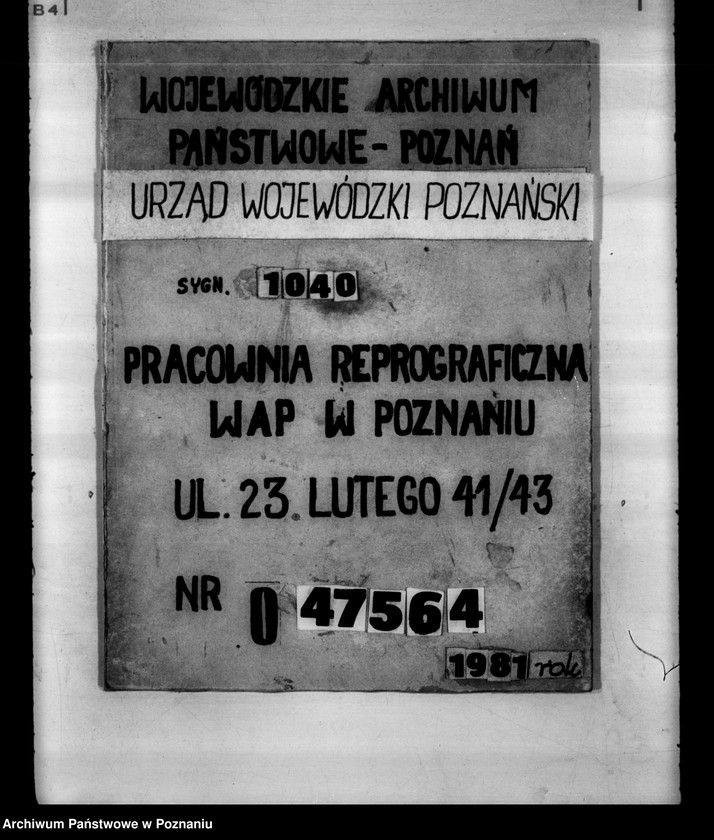 B4
WOJEWÓDZKIE ARCHIWUM
PAŃSTWOWE - POZNAŃ
URZĄD WOJEWÓDZKI POZNAŃSKI
SYGN. 1040
PRACOWNIA REPROGRAFICZNA
WAP W POZNANIU
UL. 23. LUTEGO 41/43
NR 0 47564
1981 rok
Archiwum Państwowe w Poznaniu